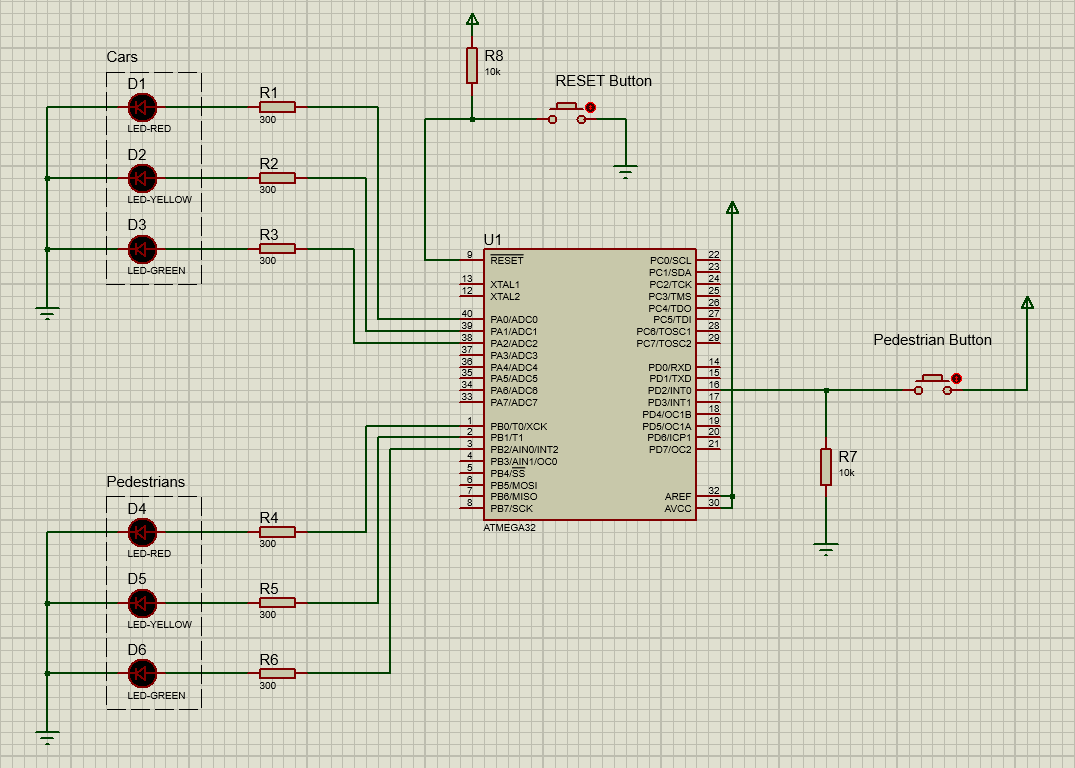 Cars
D1
LED-RED
R1
300
D2
LED-YELLOW
R2
300
D3
LED-GREEN
R3
300
R8
10k
RESET Button
U1
9 RESET PC0/SCL 22
PC1/SDA 23
13 XTAL1 PC2/TCK 24
12 XTAL2 PC3/TMS 25
PC4/TDO 26
40 PA0/ADC0 PC5/TDI 27
39 PA1/ADC1 PC6/TOSC1 28
38 PA2/ADC2 PC7/TOSC2 29
37 PA3/ADC3
36 PA4/ADC4 PD0/RXD 14
35 PA5/ADC5 PD1/TXD 15
34 PA6/ADC6 PD2/INT0 16
33 PA7/ADC7 PD3/INT1 17
PD4/OC1B 18
1 PB0/T0/XCK PD5/OC1A 19
2 PB1/T1 PD6/ICP1 20
3 PB2/AIN0/INT2 PD7/OC2 21
4 PB3/AIN1/OC0
5 PB4/SS
6 PB5/MOSI
7 PB6/MISO AREF 32
8 PB7/SCK AVCC 30
ATMEGA32
Pedestrian Button
R7
10k
Pedestrians
D4
LED-RED
R4
300
D5
LED-YELLOW
R5
300
D6
LED-GREEN
R6
300